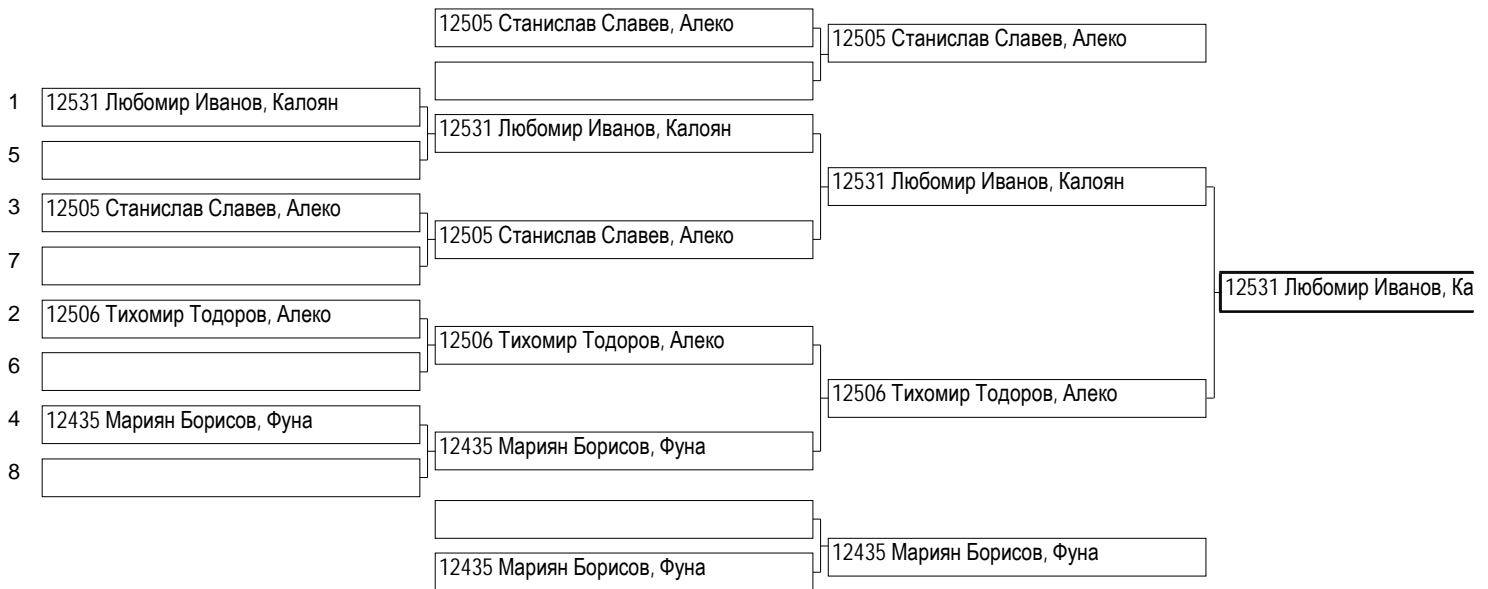 12505 Станислав Славев, Алеко
12505 Станислав Славев, Алеко
1 12531 Любомир Иванов, Калоян
12531 Любомир Иванов, Калоян
5
12531 Любомир Иванов, Калоян
3 12505 Станислав Славев, Алеко
12505 Станислав Славев, Алеко
7
12531 Любомир Иванов, Ка
2 12506 Тихомир Тодоров, Алеко
12506 Тихомир Тодоров, Алеко
6
12506 Тихомир Тодоров, Алеко
4 12435 Мариян Борисов, Фуна
12435 Мариян Борисов, Фуна
8
12435 Мариян Борисов, Фуна
12435 Мариян Борисов, Фуна